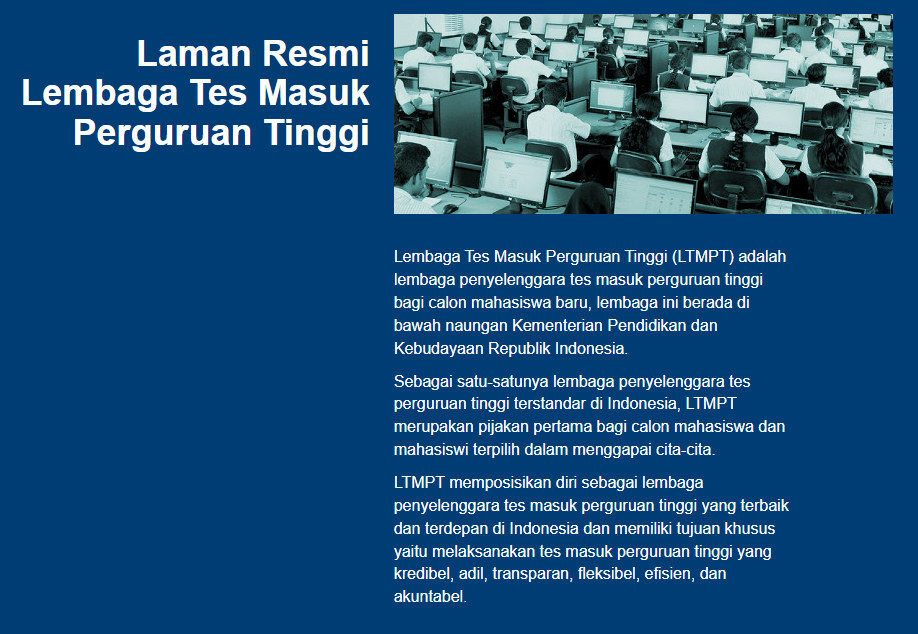 Laman Resmi
Lembaga Tes Masuk
Perguruan Tinggi
Lembaga Tes Masuk Perguruan Tinggi (LTMPT) adalah
lembaga penyelenggara tes masuk perguruan tinggi
bagi calon mahasiswa baru, lembaga ini berada di
bawah naungan Kementerian Pendidikan dan
Kebudayaan Republik Indonesia.
Sebagai satu-satunya lembaga penyelenggara tes
perguruan tinggi terstandar di Indonesia, LTMPT
merupakan pijakan pertama bagi calon mahasiswa dan
mahasiswi terpilih dalam menggapai cita-cita.
LTMPT memposisikan diri sebagai lembaga
penyelenggara tes masuk perguruan tinggi yang terbaik
dan terdepan di Indonesia dan memiliki tujuan khusus
yaitu melaksanakan tes masuk perguruan tinggi yang
kredibel, adil, transparan, fleksibel, efisien, dan
akuntabel.